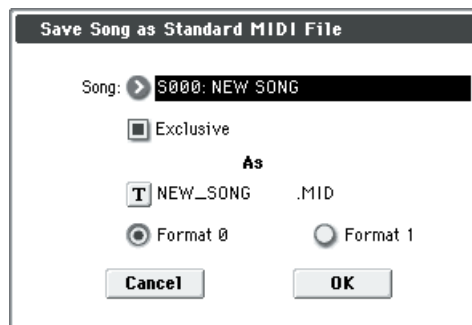 Save Song as Standard MIDI File
Song: S000: NEW SONG
Exclusive
As
T NEW_SONG .MID
Format 0 Format 1
Cancel OK